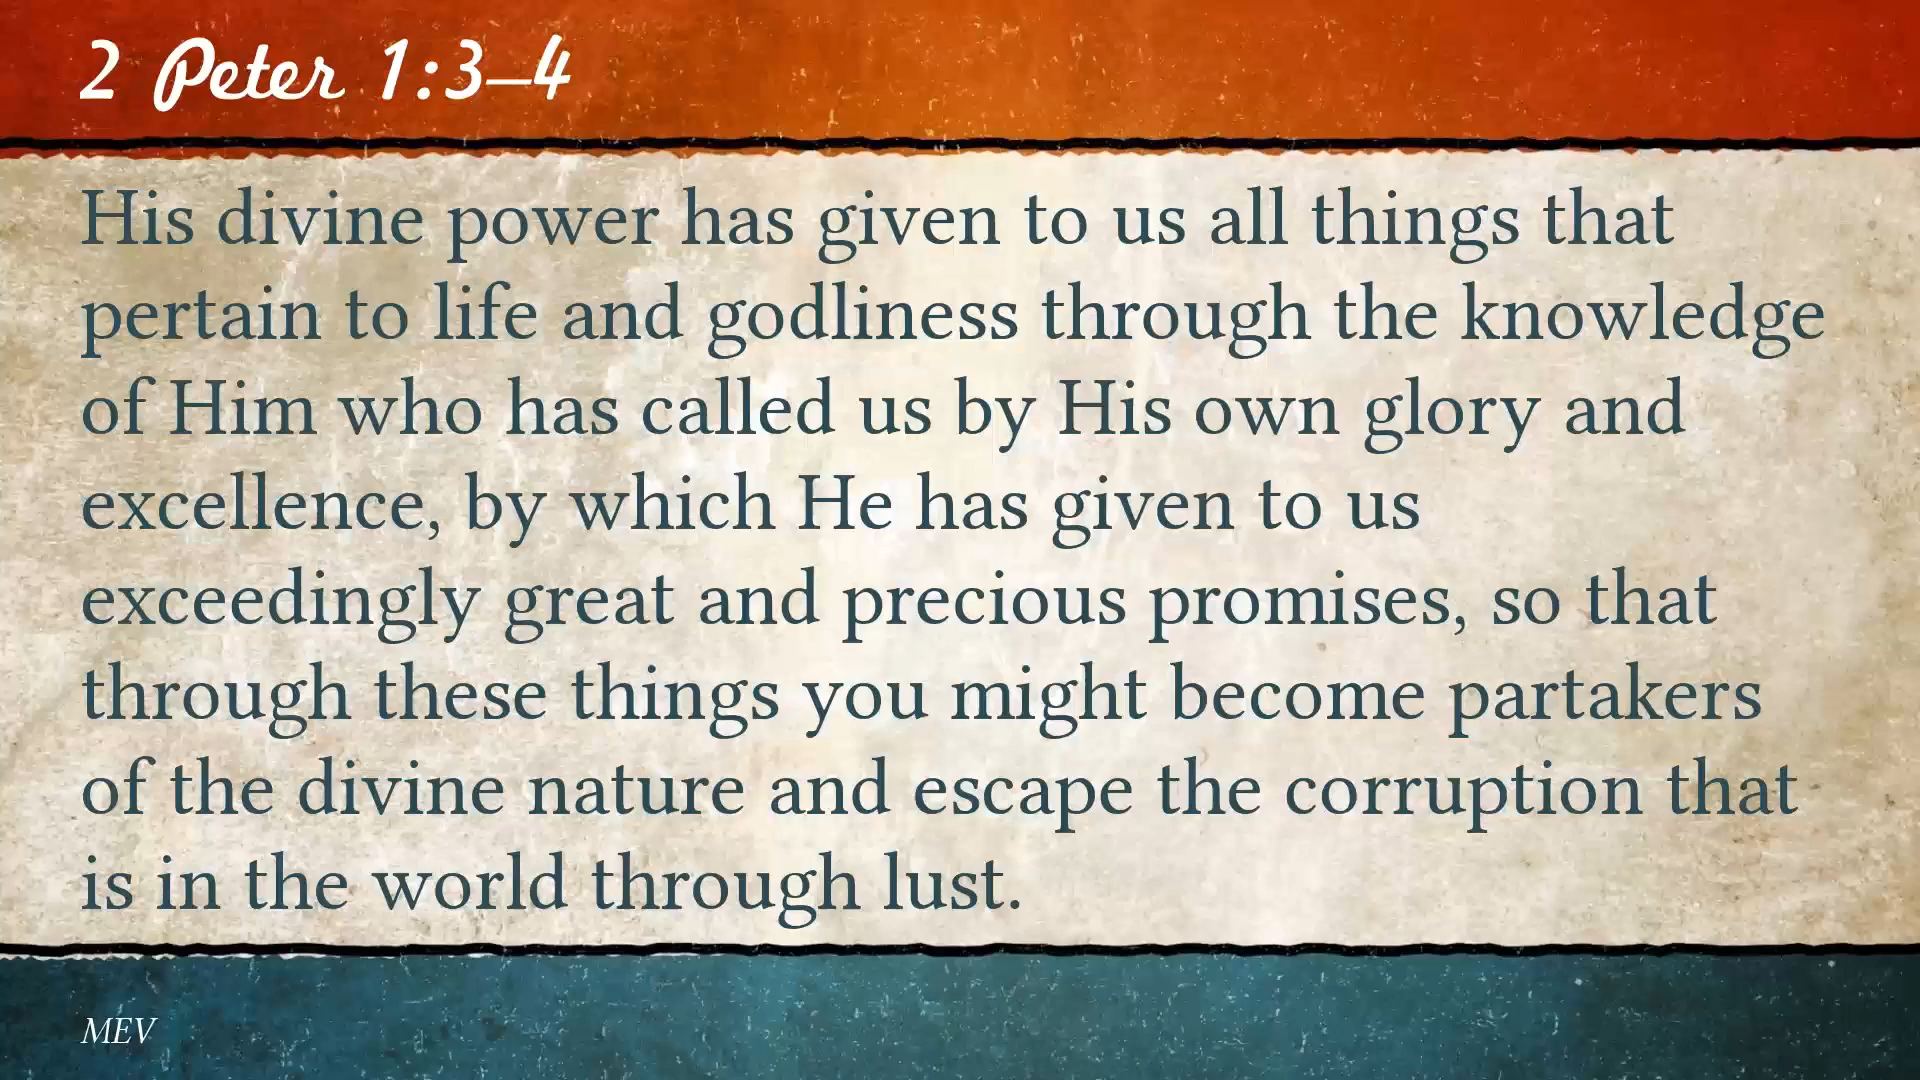 2 Peter 1:3–4
His divine power has given to us all things that
pertain to life and godliness through the knowledge
of Him who has called us by His own glory and
excellence, by which He has given to us
exceedingly great and precious promises, so that
through these things you might become partakers
of the divine nature and escape the corruption that
is in the world through lust.
MEV